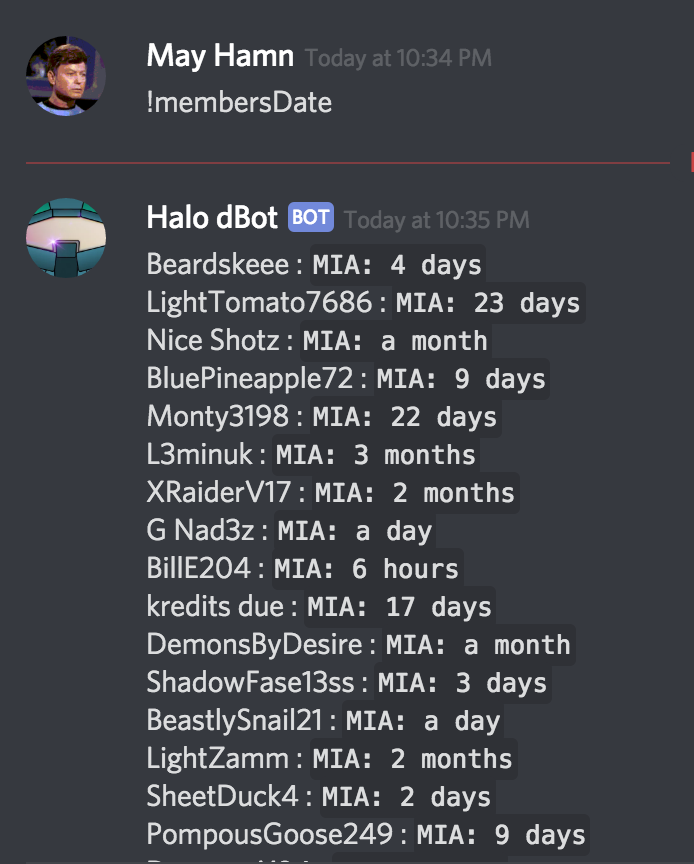 May Hamn Today at 10:34 PM
!membersDate
Halo dBot BOT Today at 10:35 PM
Beardskeee : MIA: 4 days
LightTomato7686 : MIA: 23 days
Nice Shotz : MIA: a month
BluePineapple72 : MIA: 9 days
Monty3198 : MIA: 22 days
L3minuk : MIA: 3 months
XRaiderV17 : MIA: 2 months
G Nad3z : MIA: a day
BillE204 : MIA: 6 hours
kredits due : MIA: 17 days
DemonsByDesire : MIA: a month
ShadowFase13ss : MIA: 3 days
BeastlySnail21 : MIA: a day
LightZamm : MIA: 2 months
SheetDuck4 : MIA: 2 days
PompousGoose249 : MIA: 9 days